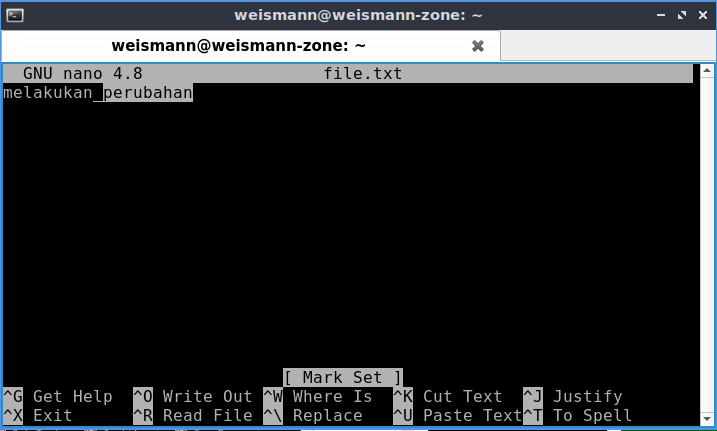 weismann@weismann-zone: ~
weismann@weismann-zone: ~
GNU nano 4.8 file.txt
melakukan perubahan
[ Mark Set ]
^G Get Help ^O Write Out ^W Where Is ^K Cut Text ^J Justify
^X Exit ^R Read File ^\ Replace ^U Paste Text ^T To Spell